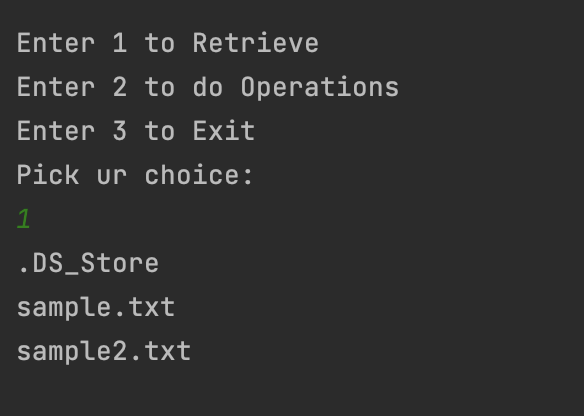 Enter 1 to Retrieve
Enter 2 to do Operations
Enter 3 to Exit
Pick ur choice:
1
.DS_Store
sample.txt
sample2.txt